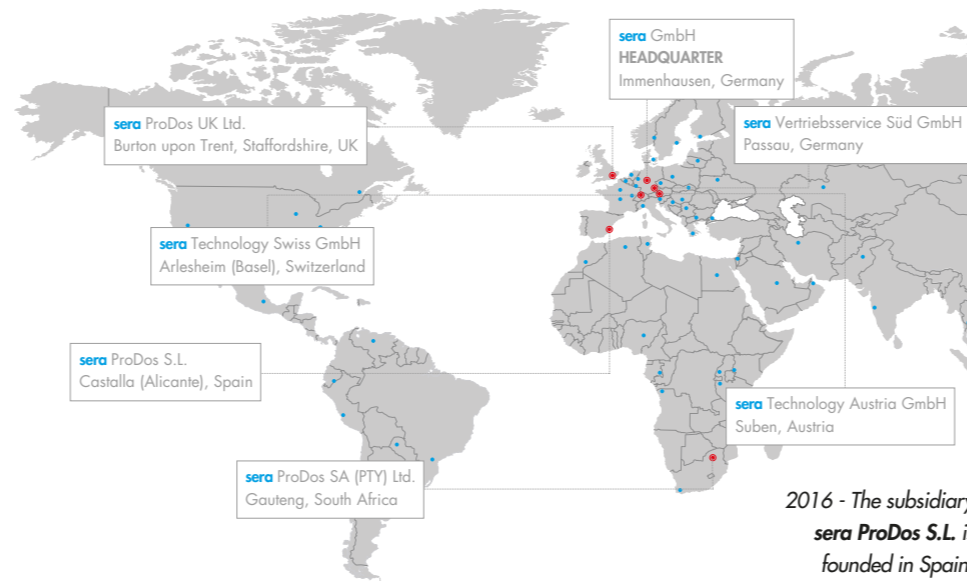 sera GmbH
HEADQUARTER
Immenhausen, Germany
sera ProDos UK Ltd.
Burton upon Trent, Staffordshire, UK
sera Vertriebsservice Süd GmbH
Passau, Germany
sera Technology Swiss GmbH
Arlesheim (Basel), Switzerland
sera ProDos S.L.
Castalla (Alicante), Spain
sera Technology Austria GmbH
Suben, Austria
sera ProDos SA (PTY) Ltd.
Gauteng, South Africa
2016 - The subsidiary
sera ProDos S.L. i
founded in Spain